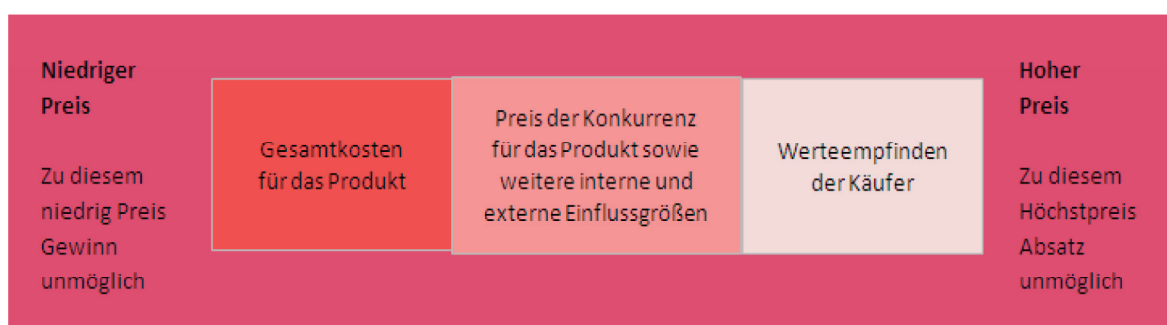 Niedriger
Preis
Zu diesem
niedrig Preis
Gewinn
unmöglich
Gesamtkosten
für das Produkt
Preis der Konkurrenz
für das Produkt sowie
weitere interne und
externe Einflussgrößen
Werteempfinden
der Käufer
Hoher
Preis
Zu diesem
Höchstpreis
Absatz
unmöglich